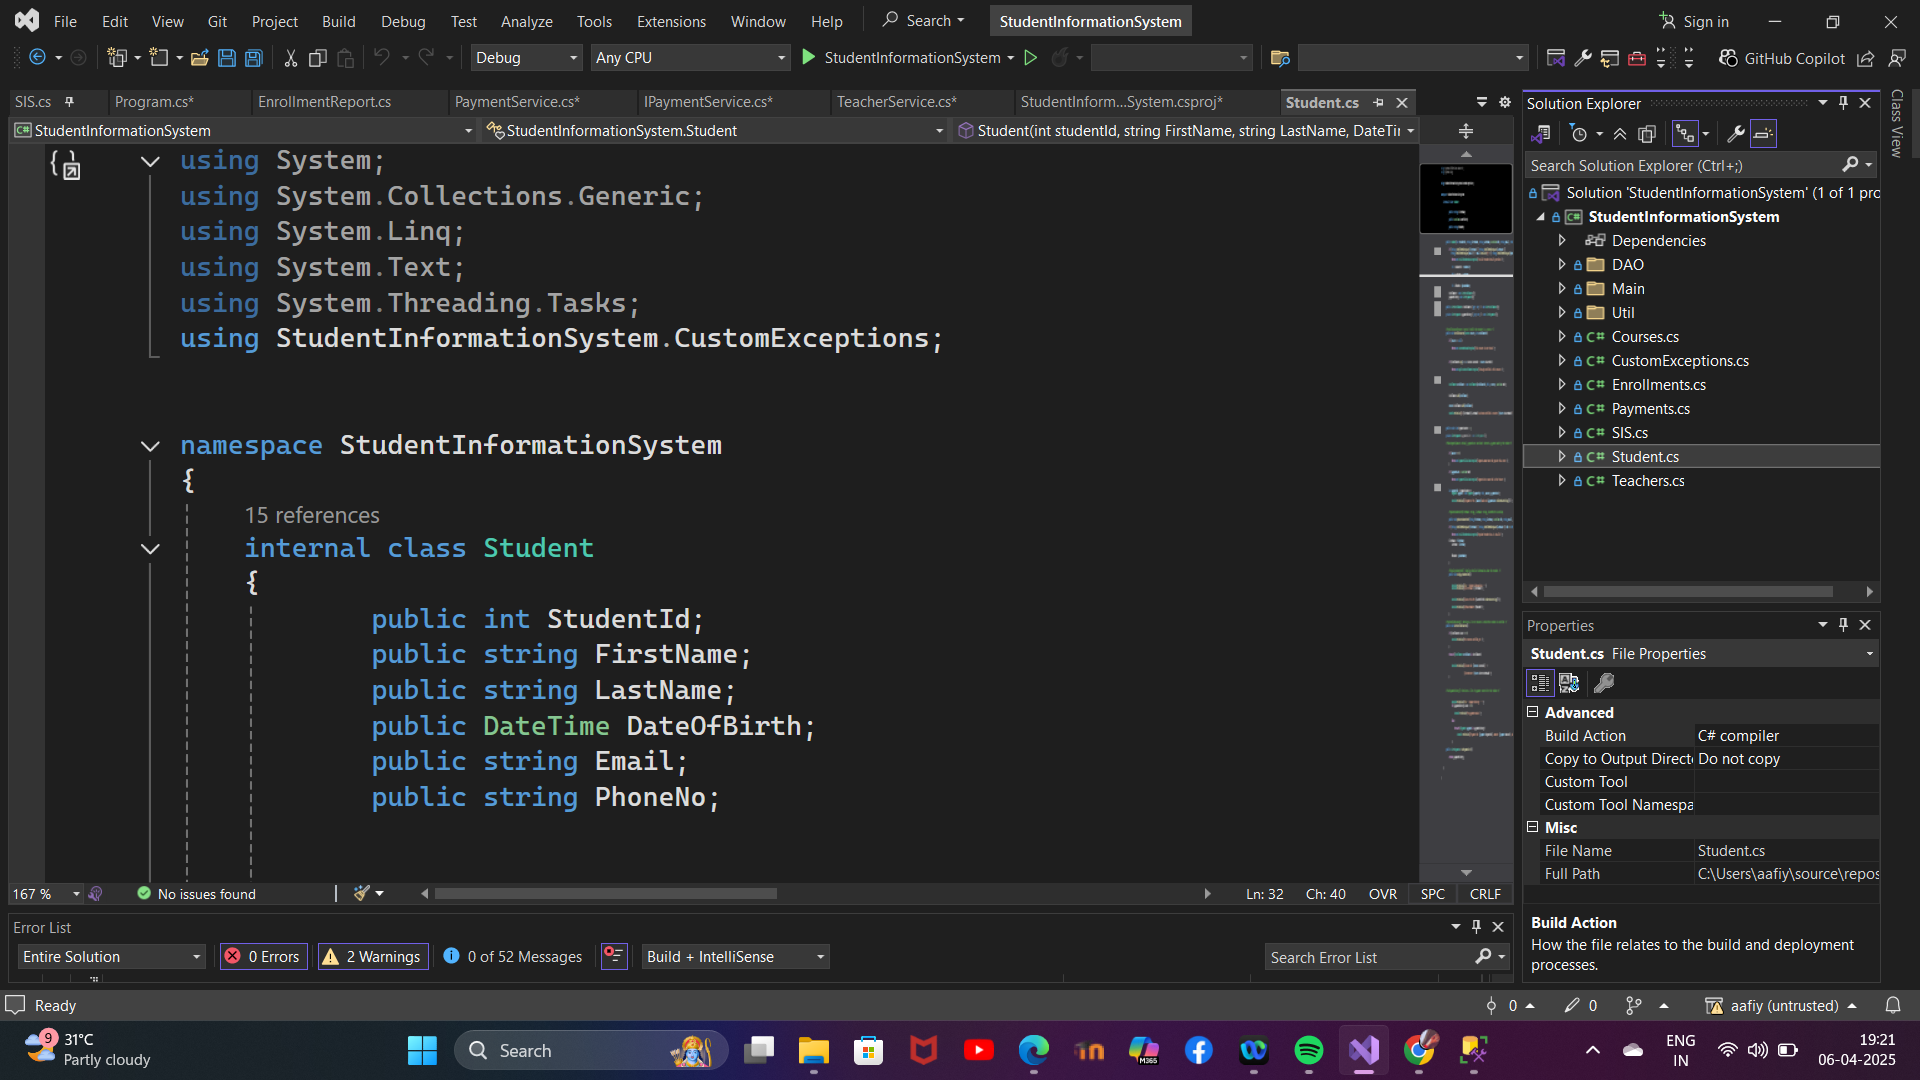 File Edit View Git Project Build Debug Test Analyze Tools Extensions Window Help Search StudentInformationSystem Sign in
Debug Any CPU StudentInformationSystem GitHub Copilot
SIS.cs Program.cs* EnrollmentReport.cs PaymentService.cs* IPaymentService.cs* TeacherService.cs* StudentInform...System.csproj* Student.cs
StudentInformationSystem StudentInformationSystem.Student Student(int studentId, string FirstName, string LastName, DateTi
using System;
using System.Collections.Generic;
using System.Linq;
using System.Text;
using System.Threading.Tasks;
using StudentInformationSystem.CustomExceptions;
namespace StudentInformationSystem
{
15 references
internal class Student
{
public int StudentId;
public string FirstName;
public string LastName;
public DateTime DateOfBirth;
public string Email;
public string PhoneNo;
167 % No issues found Ln: 32 Ch: 40 OVR SPC CRLF
Error List
Entire Solution 0 Errors 2 Warnings 0 of 52 Messages Build + IntelliSense Search Error List
Solution Explorer
Search Solution Explorer (Ctrl+;)
Solution 'StudentInformationSystem' (1 of 1 pro
StudentInformationSystem
Dependencies
DAO
Main
Util
Courses.cs
CustomExceptions.cs
Enrollments.cs
Payments.cs
SIS.cs
Student.cs
Teachers.cs
Class View
Properties
Student.cs File Properties
Advanced
Build Action C# compiler
Copy to Output Direct Do not copy
Custom Tool
Custom Tool Namespa
Misc
File Name Student.cs
Full Path C:\Users\aafiy\source\repos
Build Action
How the file relates to the build and deployment
processes.
Ready 0 0 aafiy (untrusted)
9 31°C
Partly cloudy
Search
M365
ENG
IN
19:21
06-04-2025